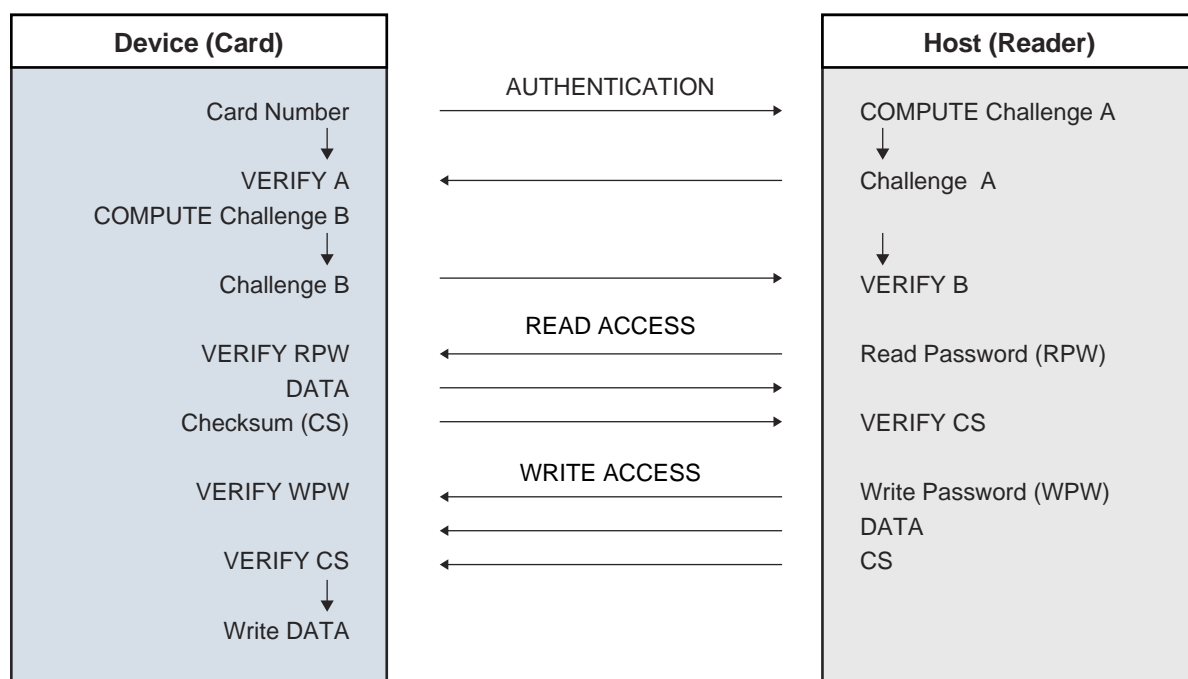 Device (Card)
Host (Reader)
AUTHENTICATION
Card Number
COMPUTE Challenge A
VERIFY A
Challenge A
COMPUTE Challenge B
Challenge B
VERIFY B
READ ACCESS
VERIFY RPW
Read Password (RPW)
DATA
Checksum (CS)
VERIFY CS
WRITE ACCESS
VERIFY WPW
Write Password (WPW)
DATA
VERIFY CS
CS
Write DATA